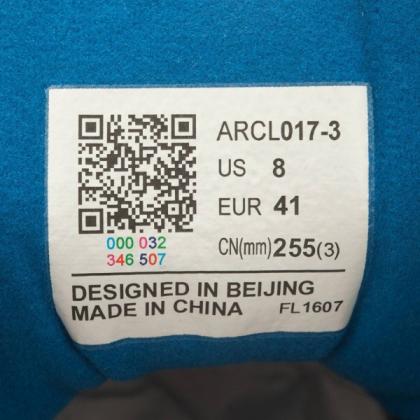 ARCL017-3
US 8
EUR 41
CN(mm)255(3)
000 032
346 507
DESIGNED IN BEIJING
MADE IN CHINA FL1607